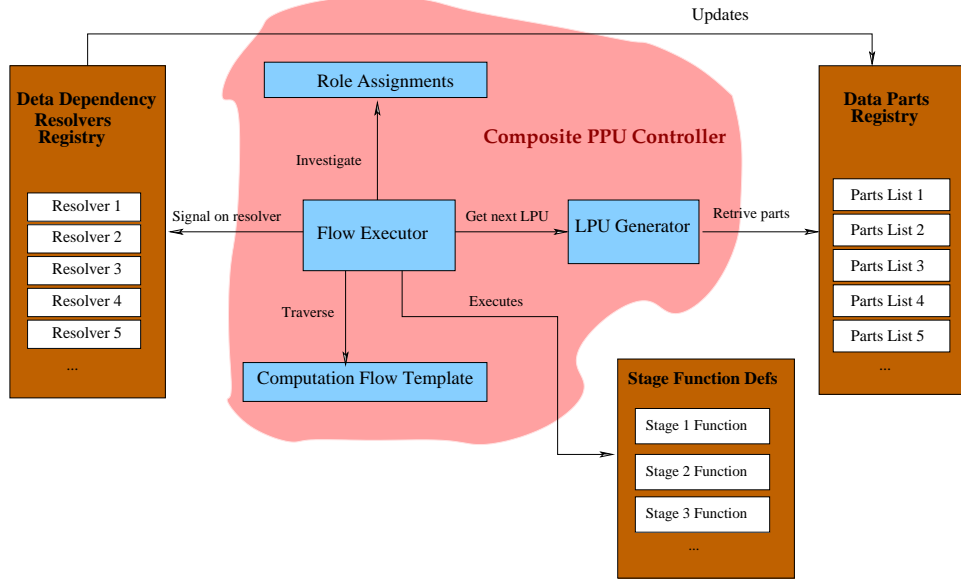 Updates
Deta Dependency
Resolvers
Registry
Resolver 1
Resolver 2
Resolver 3
Resolver 4
Resolver 5
...
Role Assignments
Composite PPU Controller
Investigate
Signal on resolver
Flow Executor
Get next LPU
LPU Generator
Retrive parts
Traverse
Executes
Computation Flow Template
Data Parts
Registry
Parts List 1
Parts List 2
Parts List 3
Parts List 4
Parts List 5
...
Stage Function Defs
Stage 1 Function
Stage 2 Function
Stage 3 Function
...